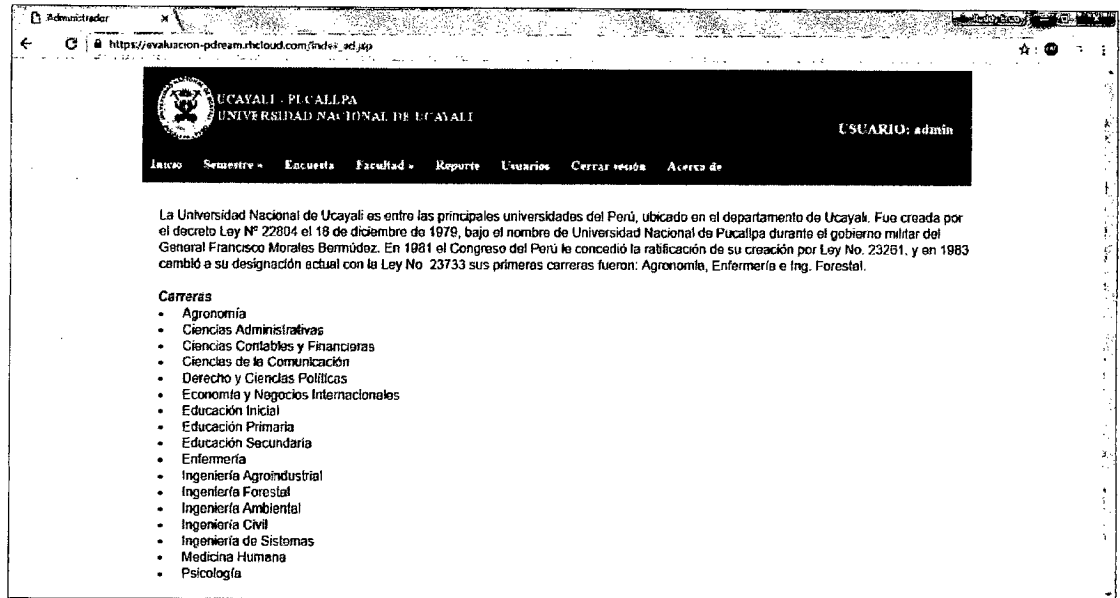 Administrador
https://evaluacion-pdream.rhcloud.com/index_ad.jsp
UCAYALI - PUCALLPA
UNIVERSIDAD NACIONAL DE UCAYALI
USUARIO: admin
Inicio Semestre Encuesta Facultad Reporte Usuarios Cerrar sesión Acerca de
La Universidad Nacional de Ucayali es entre las principales universidades del Perú, ubicado en el departamento de Ucayali. Fue creada por
el decreto Ley Nº 22804 el 18 de diciembre de 1979, bajo el nombre de Universidad Nacional de Pucallpa durante el gobierno militar del
General Francisco Morales Bermúdez. En 1981 el Congreso del Perú le concedió la ratificación de su creación por Ley No. 23261, y en 1983
cambió a su designación actual con la Ley No 23733 sus primeras carreras fueron: Agronomía, Enfermería e Ing. Forestal.
Carreras
• Agronomía
• Ciencias Administrativas
• Ciencias Contables y Financieras
• Ciencias de la Comunicación
• Derecho y Ciencias Políticas
• Economía y Negocios Internacionales
• Educación Inicial
• Educación Primaria
• Educación Secundaria
• Enfermería
• Ingeniería Agroindustrial
• Ingeniería Forestal
• Ingeniería Ambiental
• Ingeniería Civil
• Ingeniería de Sistemas
• Medicina Humana
• Psicología